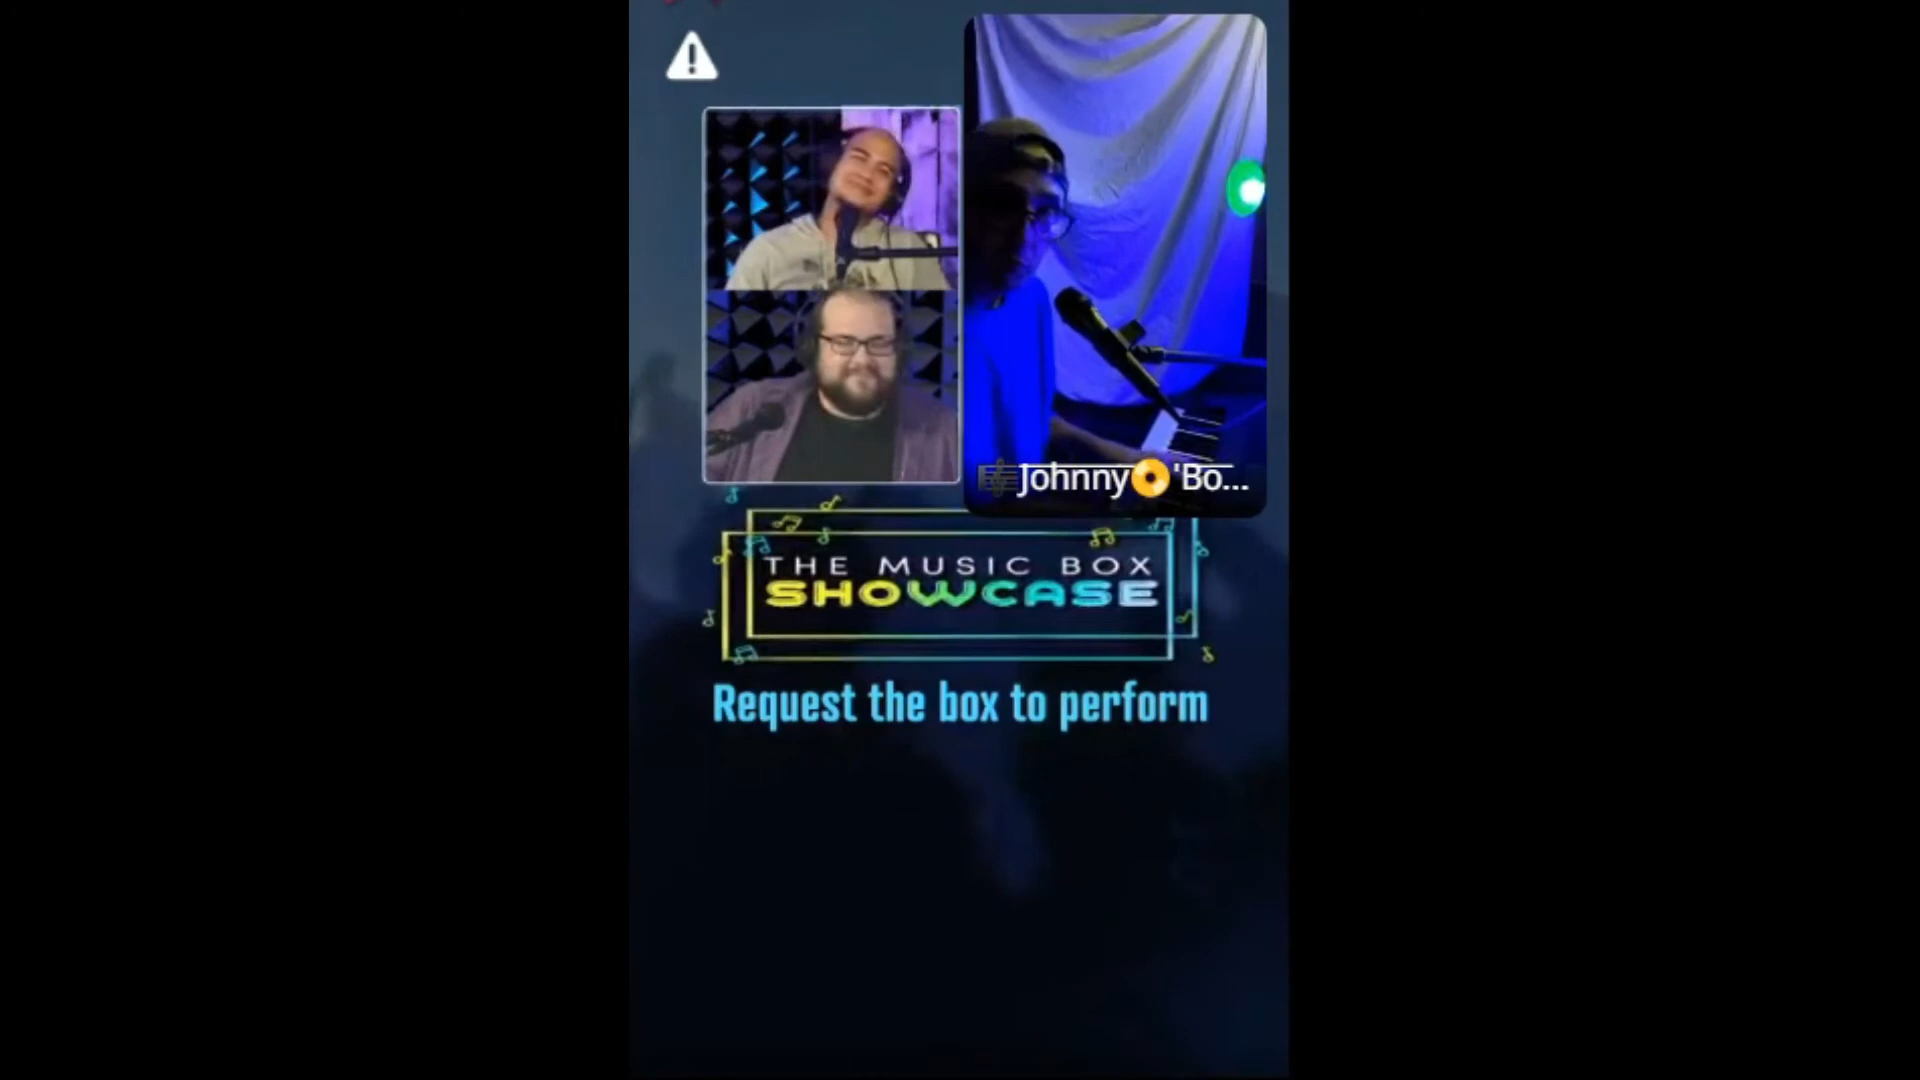 🎼Johnny📀'Bo...
THE MUSIC BOX
SHOWCASE
Request the box to perform